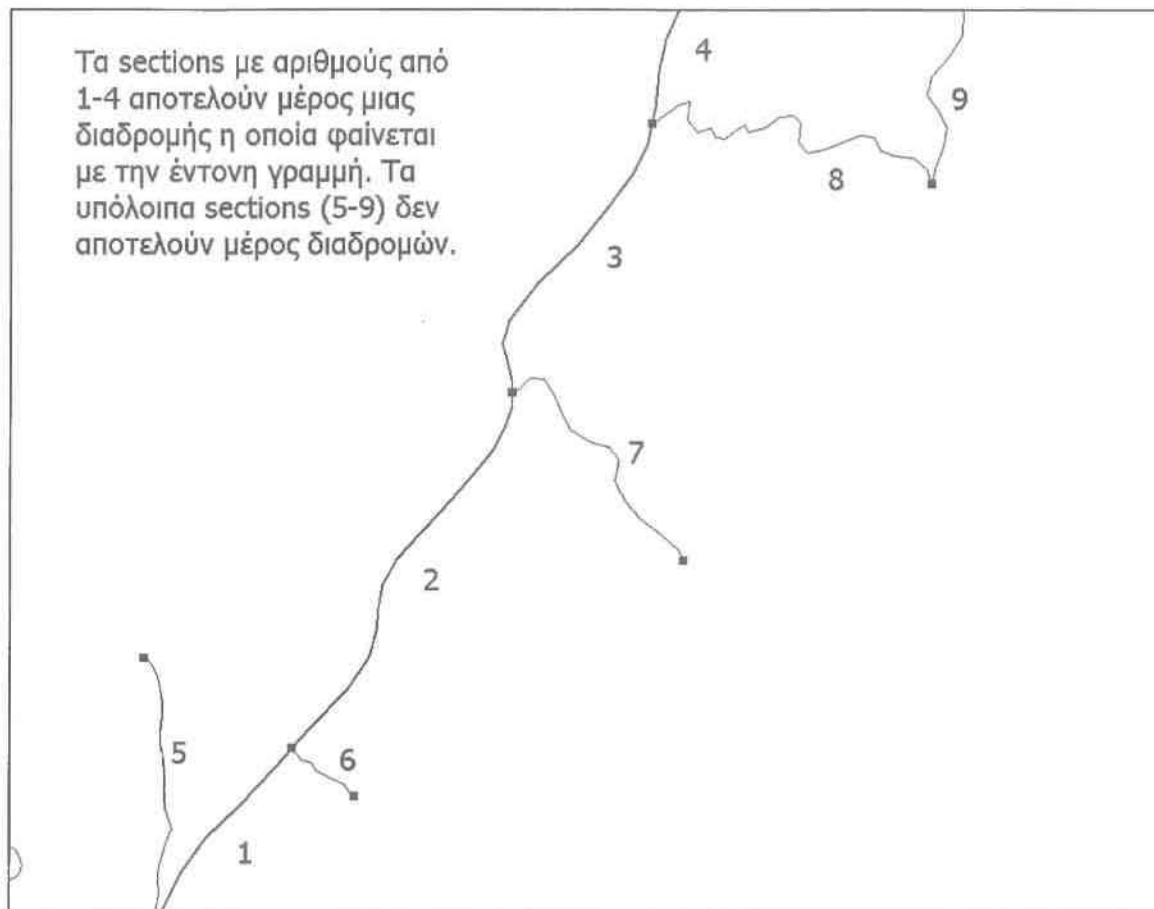 Τα sections με αριθμούς από
1-4 αποτελούν μέρος μιας
διαδρομής η οποία φαίνεται
με την έντονη γραμμή. Τα
υπόλοιπα sections (5-9) δεν
αποτελούν μέρος διαδρομών.
4
9
8
3
7
2
5
6
1